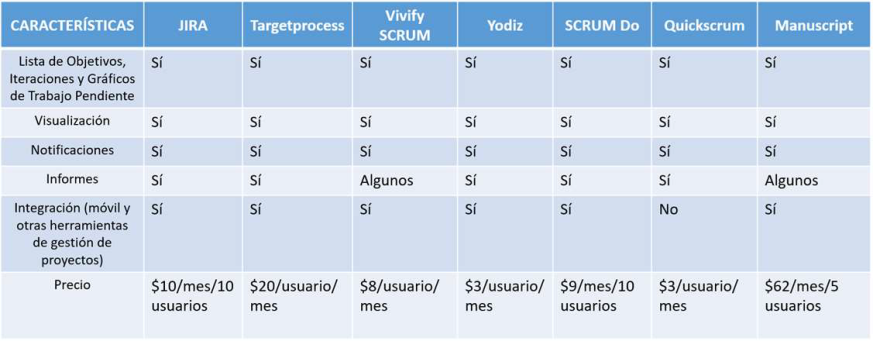 CARACTERÍSTICAS JIRA Targetprocess Vivify SCRUM Yodiz SCRUM Do Quickscrum Manuscript
Lista de Objetivos, Sí Sí Sí Sí Sí Sí Sí
Iteraciones y Gráficos
de Trabajo Pendiente
Visualización Sí Sí Sí Sí Sí Sí Sí
Notificaciones Sí Sí Sí Sí Sí Sí Sí
Informes Sí Sí Algunos Sí Sí Sí Algunos
Integración (móvil y Sí Sí Sí Sí Sí No Sí
otras herramientas
de gestión de
proyectos)
Precio $10/mes/10 $20/usuario/ $8/usuario/ $3/usuario/ $9/mes/10 $3/usuario/ $62/mes/5
usuarios mes mes mes usuarios mes usuarios